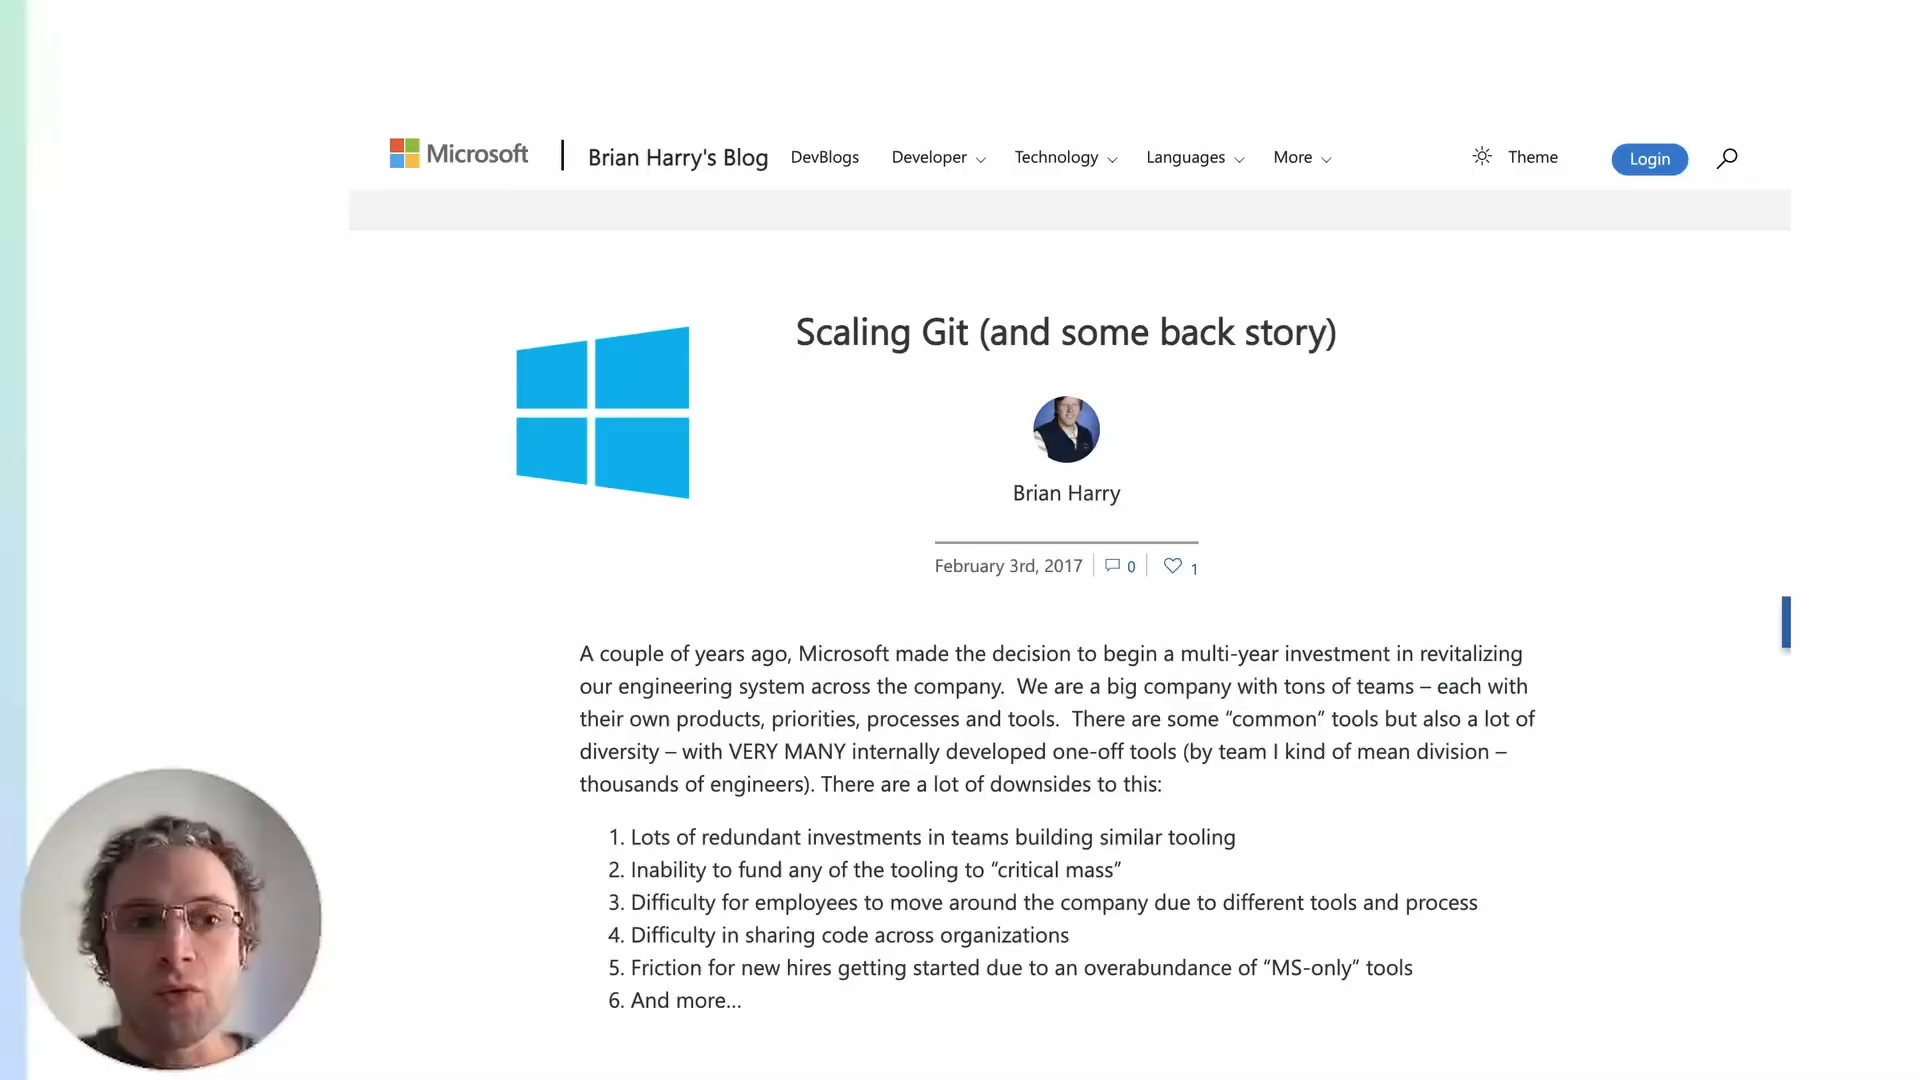 Microsoft
Brian Harry's Blog
DevBlogs
Developer
Technology
Languages
More
Theme
Login
Scaling Git (and some back story)
Brian Harry
February 3rd, 2017
0
1
A couple of years ago, Microsoft made the decision to begin a multi-year investment in revitalizing
our engineering system across the company.  We are a big company with tons of teams – each with
their own products, priorities, processes and tools.  There are some “common” tools but also a lot of
diversity – with VERY MANY internally developed one-off tools (by team I kind of mean division –
thousands of engineers). There are a lot of downsides to this:
1. Lots of redundant investments in teams building similar tooling
2. Inability to fund any of the tooling to “critical mass”
3. Difficulty for employees to move around the company due to different tools and process
4. Difficulty in sharing code across organizations
5. Friction for new hires getting started due to an overabundance of “MS-only” tools
6. And more…